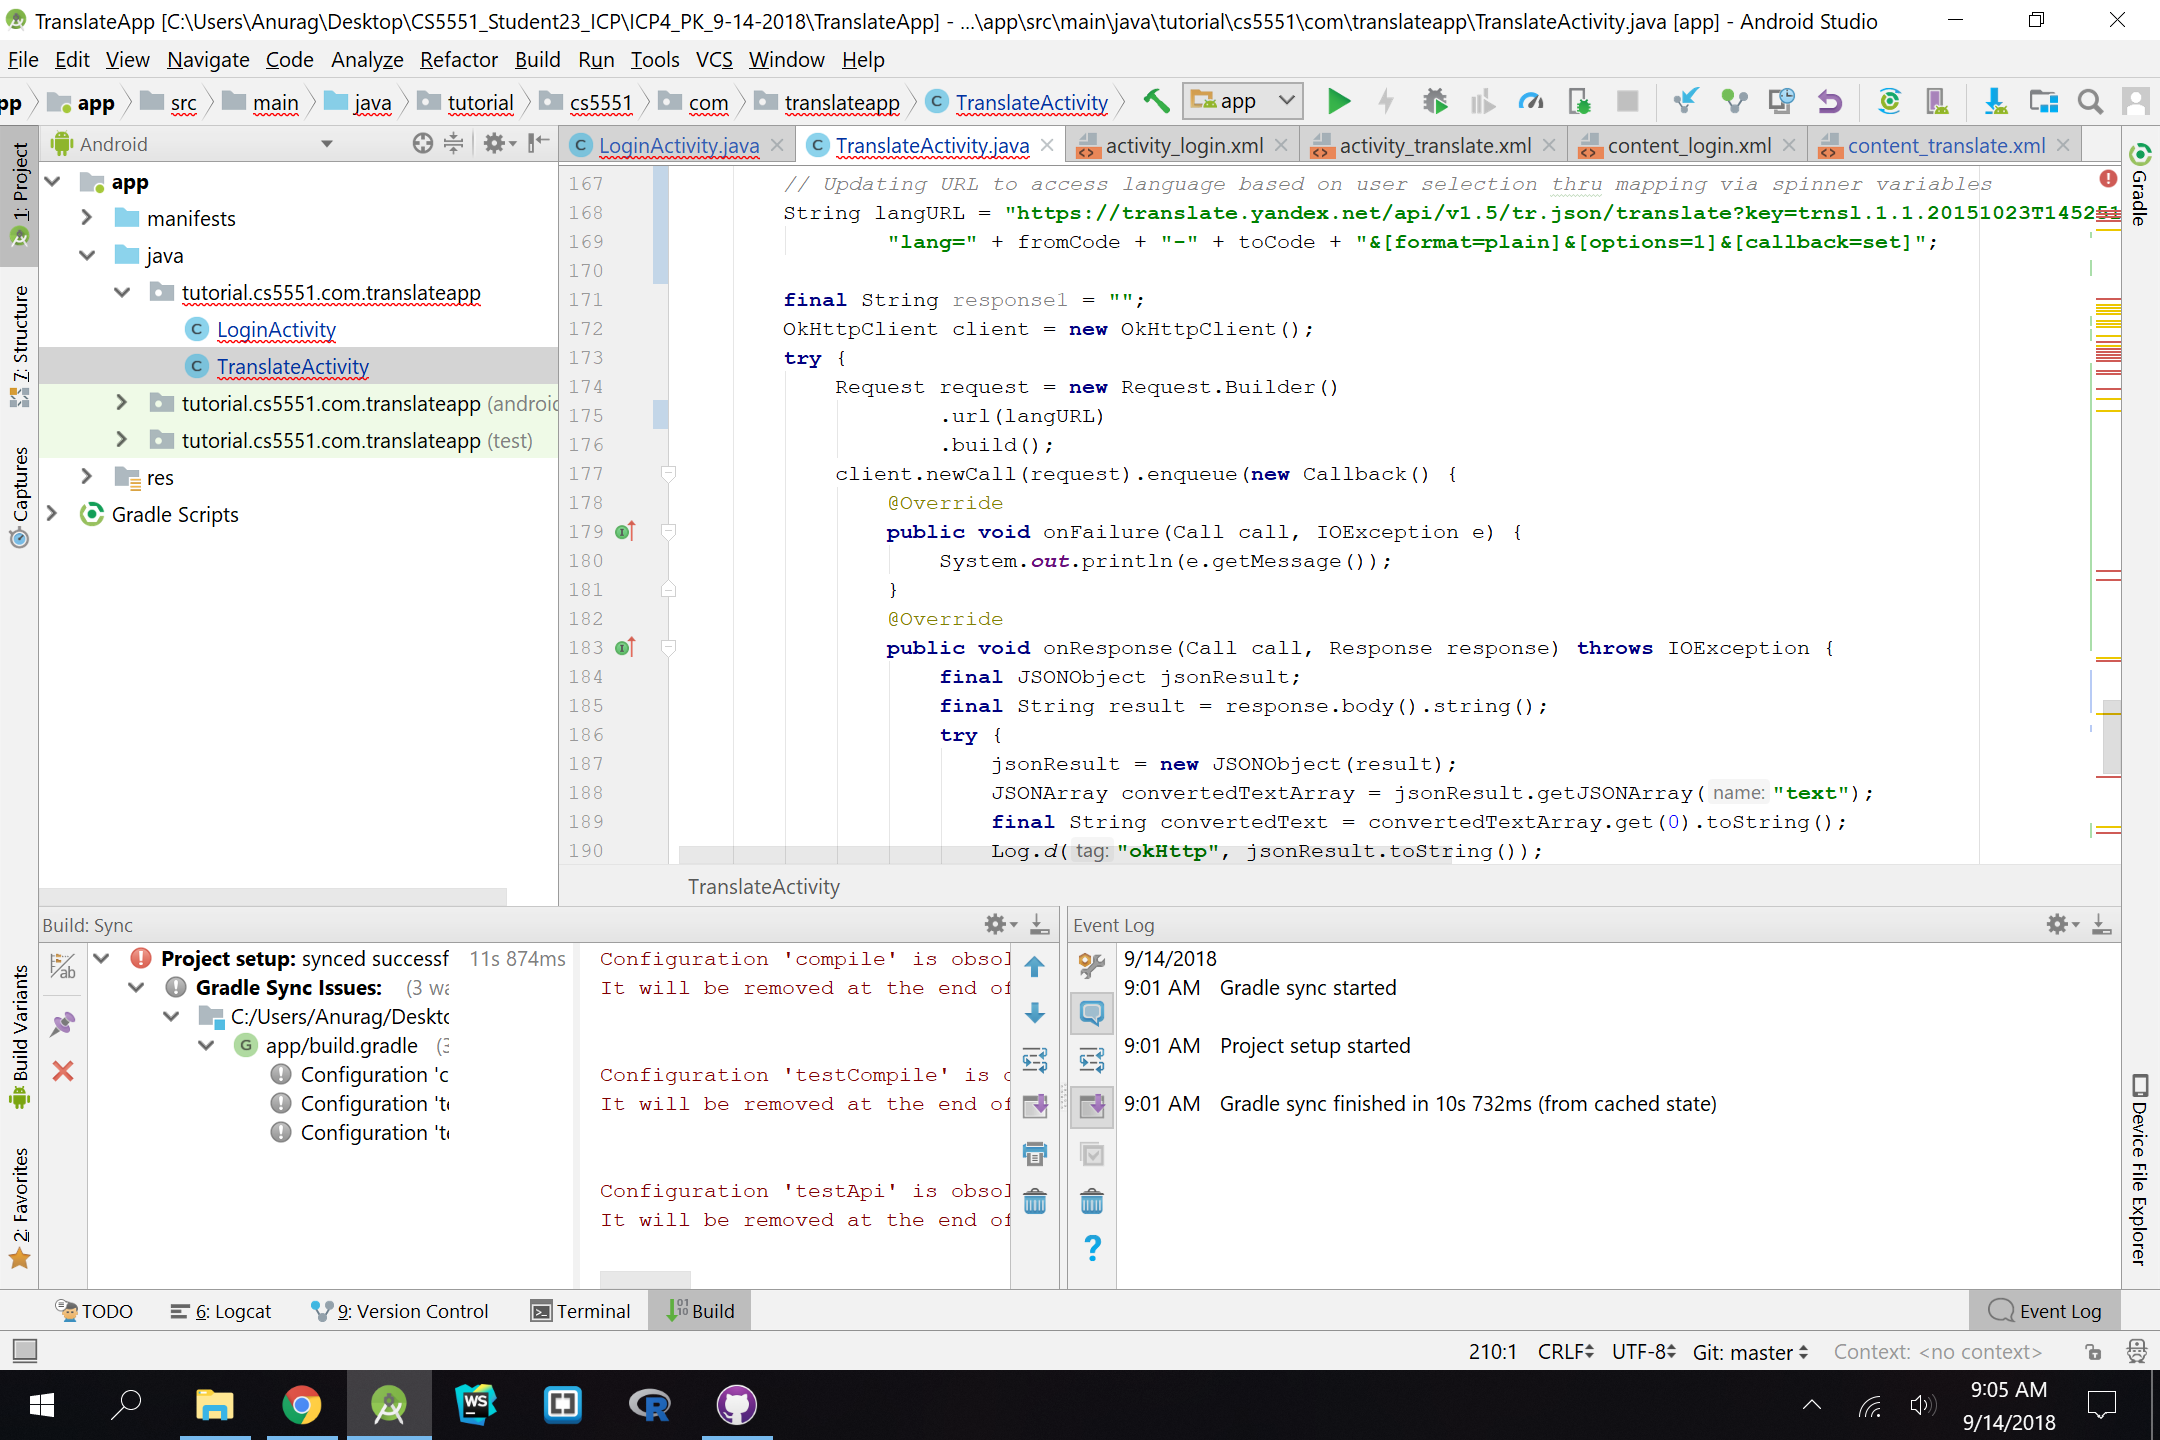 TranslateApp [C:\Users\Anurag\Desktop\CS5551_Student23_ICP\ICP4_PK_9-14-2018\TranslateApp] - ...\app\src\main\java\tutorial\cs5551\com\translateapp\TranslateActivity.java [app] - Android Studio
File Edit View Navigate Code Analyze Refactor Build Run Tools VCS Window Help
pp app src main java tutorial cs5551 com translateapp TranslateActivity app
Android
LoginActivity.java TranslateActivity.java activity_login.xml activity_translate.xml content_login.xml content_translate.xml
1: Project
7: Structure
Captures
Build Variants
2: Favorites
app
manifests
java
tutorial.cs5551.com.translateapp
LoginActivity
TranslateActivity
tutorial.cs5551.com.translateapp (androi
tutorial.cs5551.com.translateapp (test)
res
Gradle Scripts
167 // Updating URL to access language based on user selection thru mapping via spinner variables
168 String langURL = "https://translate.yandex.net/api/v1.5/tr.json/translate?key=trnsl.1.1.20151023T145251
169 "lang=" + fromCode + "-" + toCode + "&[format=plain]&[options=1]&[callback=set]";
170
171 final String response1 = "";
172 OkHttpClient client = new OkHttpClient();
173 try {
174 Request request = new Request.Builder()
175 .url(langURL)
176 .build();
177 client.newCall(request).enqueue(new Callback() {
178 @Override
179 public void onFailure(Call call, IOException e) {
180 System.out.println(e.getMessage());
181 }
182 @Override
183 public void onResponse(Call call, Response response) throws IOException {
184 final JSONObject jsonResult;
185 final String result = response.body().string();
186 try {
187 jsonResult = new JSONObject(result);
188 JSONArray convertedTextArray = jsonResult.getJSONArray( name: "text");
189 final String convertedText = convertedTextArray.get(0).toString();
190 Log.d( tag: "okHttp", jsonResult.toString());
TranslateActivity
Gradle
Device File Explorer
Build: Sync
Project setup: synced successf 11s 874ms
Gradle Sync Issues: (3 wa
C:/Users/Anurag/Deskto
app/build.gradle (3
Configuration 'c
Configuration 'te
Configuration 'te
Configuration 'compile' is obsol
It will be removed at the end of
Configuration 'testCompile' is o
It will be removed at the end of
Configuration 'testApi' is obsol
It will be removed at the end of
Event Log
9/14/2018
9:01 AM Gradle sync started
9:01 AM Project setup started
9:01 AM Gradle sync finished in 10s 732ms (from cached state)
TODO 6: Logcat 9: Version Control Terminal Build Event Log
210:1 CRLF UTF-8 Git: master Context: <no context>
WS
R
9:05 AM
9/14/2018